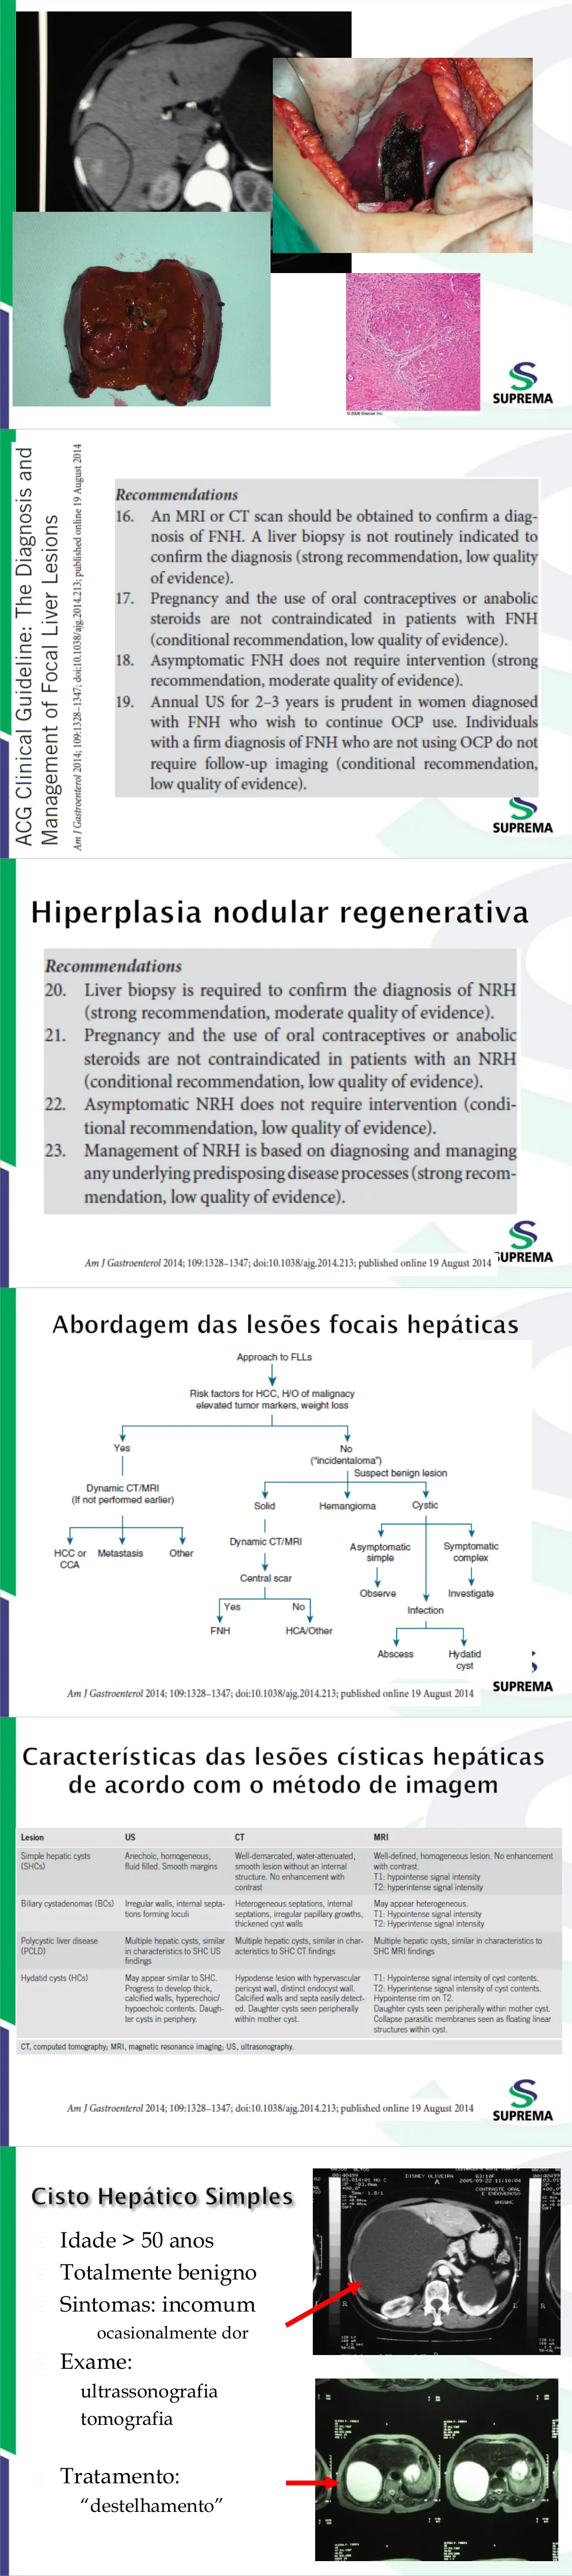 © 2008 Elsevier Inc.
SUPREMA
ACG Clinical Guideline: The Diagnosis and
Management of Focal Liver Lesions
Am J Gastroenterol 2014; 109:1328–1347; doi:10.1038/ajg.2014.213; published online 19 August 2014
Recommendations
16. An MRI or CT scan should be obtained to confirm a diag-
nosis of FNH. A liver biopsy is not routinely indicated to
confirm the diagnosis (strong recommendation, low quality
of evidence).
17. Pregnancy and the use of oral contraceptives or anabolic
steroids are not contraindicated in patients with FNH
(conditional recommendation, low quality of evidence).
18. Asymptomatic FNH does not require intervention (strong
recommendation, moderate quality of evidence).
19. Annual US for 2–3 years is prudent in women diagnosed
with FNH who wish to continue OCP use. Individuals
with a firm diagnosis of FNH who are not using OCP do not
require follow-up imaging (conditional recommendation,
low quality of evidence).
SUPREMA
Hiperplasia nodular regenerativa
Recommendations
20. Liver biopsy is required to confirm the diagnosis of NRH
(strong recommendation, moderate quality of evidence).
21. Pregnancy and the use of oral contraceptives or anabolic
steroids are not contraindicated in patients with an NRH
(conditional recommendation, low quality of evidence).
22. Asymptomatic NRH does not require intervention (condi-
tional recommendation, low quality of evidence).
23. Management of NRH is based on diagnosing and managing
any underlying predisposing disease processes (strong recom-
mendation, low quality of evidence).
Am J Gastroenterol 2014; 109:1328–1347; doi:10.1038/ajg.2014.213; published online 19 August 2014
SUPREMA
Abordagem das lesões focais hepáticas
Approach to FLLs
Risk factors for HCC, H/O of malignacy
elevated tumor markers, weight loss
Yes
No
("incidentaloma")
Suspect benign lesion
Dynamic CT/MRI
(If not performed earlier)
Solid
Hemangioma
Cystic
HCC or
CCA
Metastasis
Other
Dynamic CT/MRI
Asymptomatic
simple
Symptomatic
complex
Central scar
Observe
Investigate
Yes
No
Infection
FNH
HCA/Other
Abscess
Hydatid
cyst
Am J Gastroenterol 2014; 109:1328–1347; doi:10.1038/ajg.2014.213; published online 19 August 2014
SUPREMA
Características das lesões císticas hepáticas
de acordo com o método de imagem
Lesion US CT MRI
Simple hepatic cysts
(SHCs)
Anechoic, homogeneous,
fluid filled. Smooth margins
Well-demarcated, water-attenuated,
smooth lesion without an internal
structure. No enhancement with
contrast
Well-defined, homogeneous lesion. No enhancement
with contrast.
T1: hypointense signal intensity
T2: hyperintense signal intensity
Biliary cystadenomas (BCs)
Irregular walls, internal septa-
tions forming loculi
Heterogeneous septations, internal
septations, irregular papillary growths,
thickened cyst walls
May appear heterogeneous.
T1: Hypointense signal intensity
T2: Hyperintense signal intensity
Polycystic liver disease
(PCLD)
Multiple hepatic cysts, similar
in characteristics to SHC US
findings
Multiple hepatic cysts, similar in char-
acteristics to SHC CT findings
Multiple hepatic cysts, similar in characteristics to
SHC MRI findings
Hydatid cysts (HCs)
May appear similar to SHC.
Progress to develop thick,
calcified walls, hyperechoic/
hypoechoic contents. Daugh-
ter cysts in periphery.
Hypodense lesion with hypervascular
pericyst wall, distinct endocyst wall.
Calcified walls and septa easily detect-
ed. Daughter cysts seen peripherally
within mother cyst.
T1: Hypointense signal intensity of cyst contents.
T2: Hyperintense signal intensity of cyst contents.
Hypointense rim on T2.
Daughter cysts seen peripherally within mother cyst.
Collapse parasitic membranes seen as floating linear
structures within cyst.
CT, computed tomography; MRI, magnetic resonance imaging; US, ultrasonography.
Am J Gastroenterol 2014; 109:1328–1347; doi:10.1038/ajg.2014.213; published online 19 August 2014
SUPREMA
Cisto Hepático Simples
Idade > 50 anos
Totalmente benigno
Sintomas: incomum
ocasionalmente dor
Exame:
ultrassonografia
tomografia
Tratamento:
“destelhamento”
DISNEY OLIVEIRA
A
2005/09/22 11:10:04
CONTRASTE ORAL
E ENDOVENOSO
R
L